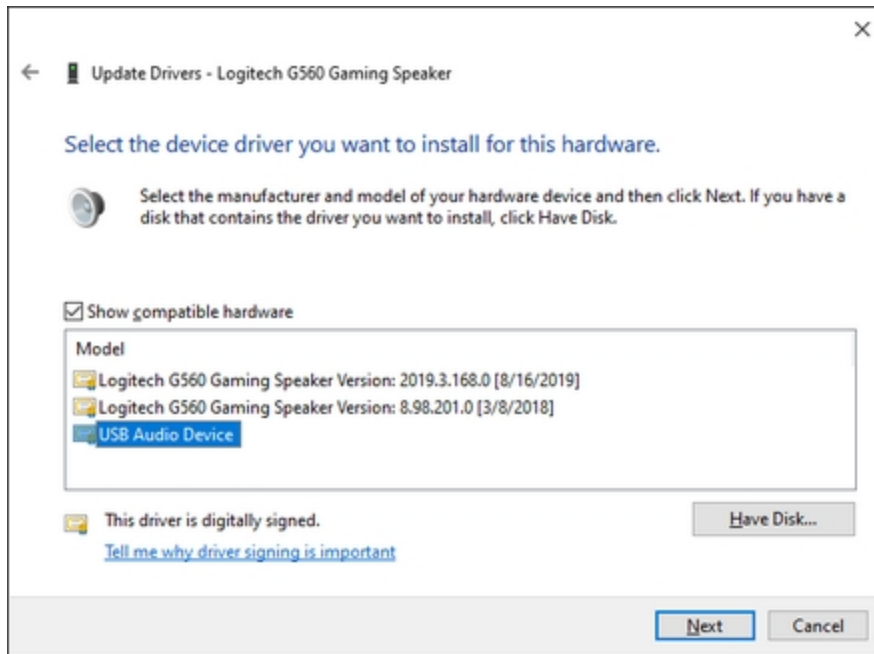 Update Drivers - Logitech G560 Gaming Speaker
Select the device driver you want to install for this hardware.
Select the manufacturer and model of your hardware device and then click Next. If you have a
disk that contains the driver you want to install, click Have Disk.
Show compatible hardware
Model
Logitech G560 Gaming Speaker Version: 2019.3.168.0 [8/16/2019]
Logitech G560 Gaming Speaker Version: 8.98.201.0 [3/8/2018]
USB Audio Device
This driver is digitally signed.
Have Disk...
Tell me why driver signing is important
Next
Cancel